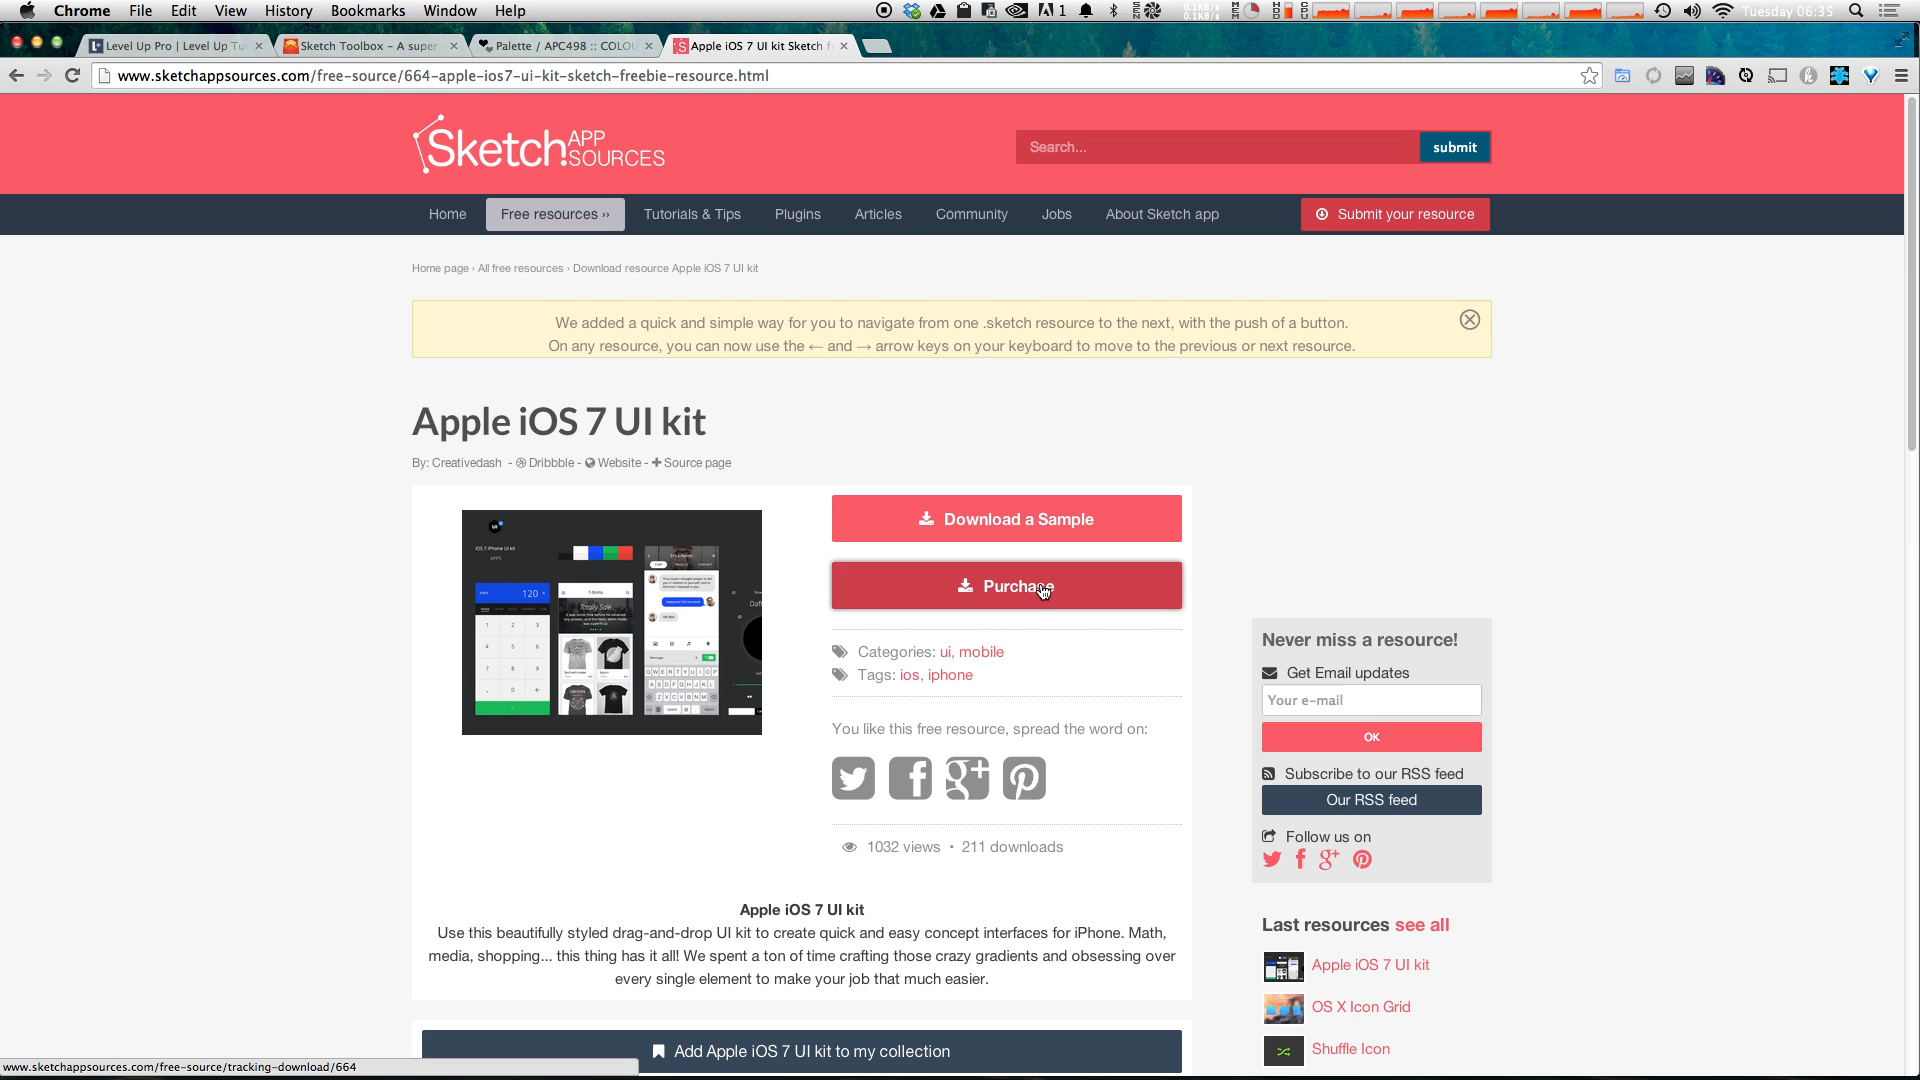 Chrome File Edit View History Bookmarks Window Help
1 Tuesday 06:35
Level Up Pro | Level Up Tu
Sketch Toolbox – A super
Palette / APC498 :: COLOU
Apple iOS 7 UI kit Sketch f
www.sketchappsources.com/free-source/664-apple-ios7-ui-kit-sketch-freebie-resource.html
Sketch APP SOURCES
Search...
submit
Home
Free resources ››
Tutorials & Tips
Plugins
Articles
Community
Jobs
About Sketch app
Submit your resource
Home page › All free resources › Download resource Apple iOS 7 UI kit
We added a quick and simple way for you to navigate from one .sketch resource to the next, with the push of a button.
On any resource, you can now use the ← and → arrow keys on your keyboard to move to the previous or next resource.
Apple iOS 7 UI kit
By: Creativedash - Dribbble - Website - + Source page
Download a Sample
Purchase
Categories: ui, mobile
Tags: ios, iphone
You like this free resource, spread the word on:
1032 views • 211 downloads
Apple iOS 7 UI kit
Use this beautifully styled drag-and-drop UI kit to create quick and easy concept interfaces for iPhone. Math,
media, shopping... this thing has it all! We spent a ton of time crafting those crazy gradients and obsessing over
every single element to make your job that much easier.
Add Apple iOS 7 UI kit to my collection
Never miss a resource!
Get Email updates
Your e-mail
OK
Subscribe to our RSS feed
Our RSS feed
Follow us on
Last resources see all
Apple iOS 7 UI kit
OS X Icon Grid
Shuffle Icon
www.sketchappsources.com/free-source/tracking-download/664